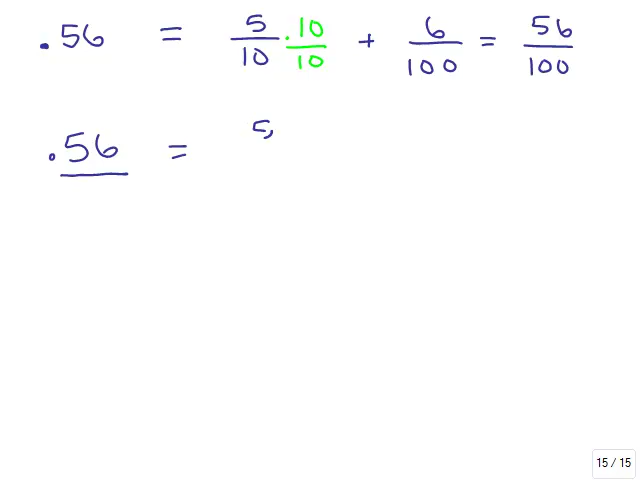 .56 = 5/10 · 10/10 + 6/100 = 56/100
.56 = 5
15 / 15